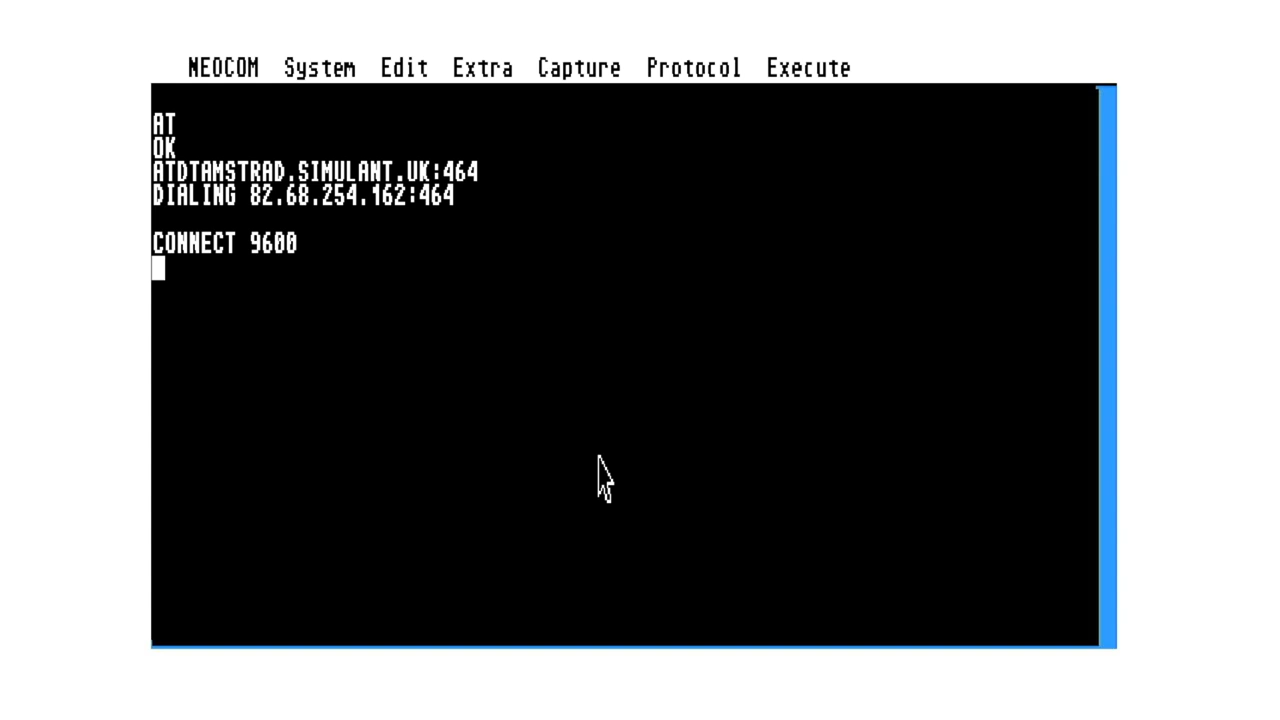 NEOCOM System Edit Extra Capture Protocol Execute
AT
OK
ATDTAMSTRAD.SIMULANT.UK:464
DIALING 82.68.254.162:464
CONNECT 9600